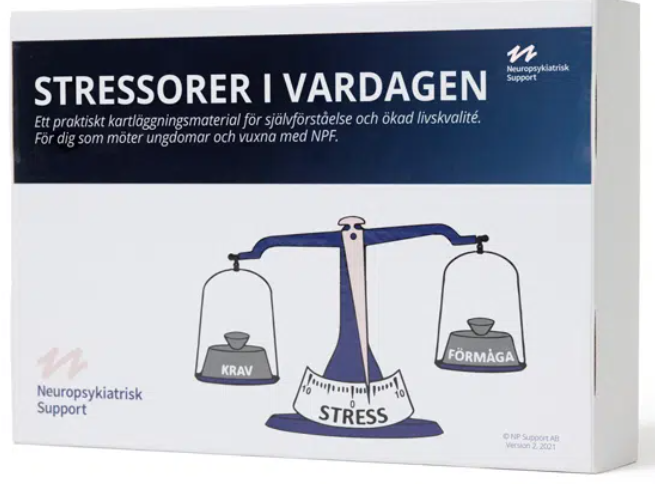 STRESSORER I VARDAGEN
Ett praktiskt kartläggningsmaterial för självförståelse och ökad livskvalité.
För dig som möter ungdomar och vuxna med NPF.
Neuropsykiatrisk
Support
KRAV
FÖRMÅGA
10
0
10
STRESS
Neuropsykiatrisk
Support
© NP Support AB
Version 2, 2021